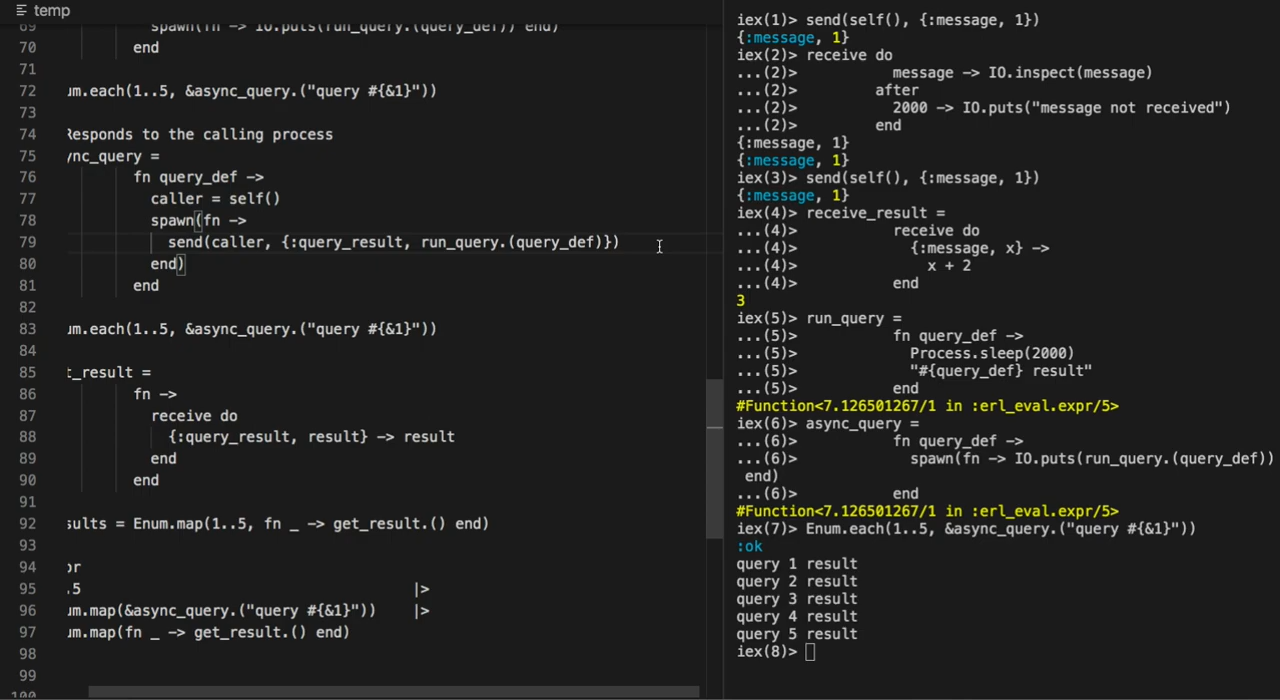 temp
69 spawn(fn -> IO.puts(run_query.(query_def)) end)
70 end
71
72 um.each(1..5, &async_query.("query #{&1}"))
73
74 Responds to the calling process
75 ync_query =
76 fn query_def ->
77 caller = self()
78 spawn(fn ->
79 send(caller, {:query_result, run_query.(query_def)})
80 end)
81 end
82
83 um.each(1..5, &async_query.("query #{&1}"))
84
85 t_result =
86 fn ->
87 receive do
88 {:query_result, result} -> result
89 end
90 end
91
92 sults = Enum.map(1..5, fn _ -> get_result.() end)
93
94 or
95 .5 |>
96 um.map(&async_query.("query #{&1}")) |>
97 um.map(fn _ -> get_result.() end)
98
99
100
iex(1)> send(self(), {:message, 1})
{:message, 1}
iex(2)> receive do
...(2)> message -> IO.inspect(message)
...(2)> after
...(2)> 2000 -> IO.puts("message not received")
...(2)> end
{:message, 1}
{:message, 1}
iex(3)> send(self(), {:message, 1})
{:message, 1}
iex(4)> receive_result =
...(4)> receive do
...(4)> {:message, x} ->
...(4)> x + 2
...(4)> end
3
iex(5)> run_query =
...(5)> fn query_def ->
...(5)> Process.sleep(2000)
...(5)> "#{query_def} result"
...(5)> end
#Function<7.126501267/1 in :erl_eval.expr/5>
iex(6)> async_query =
...(6)> fn query_def ->
...(6)> spawn(fn -> IO.puts(run_query.(query_def))
end)
...(6)> end
#Function<7.126501267/1 in :erl_eval.expr/5>
iex(7)> Enum.each(1..5, &async_query.("query #{&1}"))
:ok
query 1 result
query 2 result
query 3 result
query 4 result
query 5 result
iex(8)>